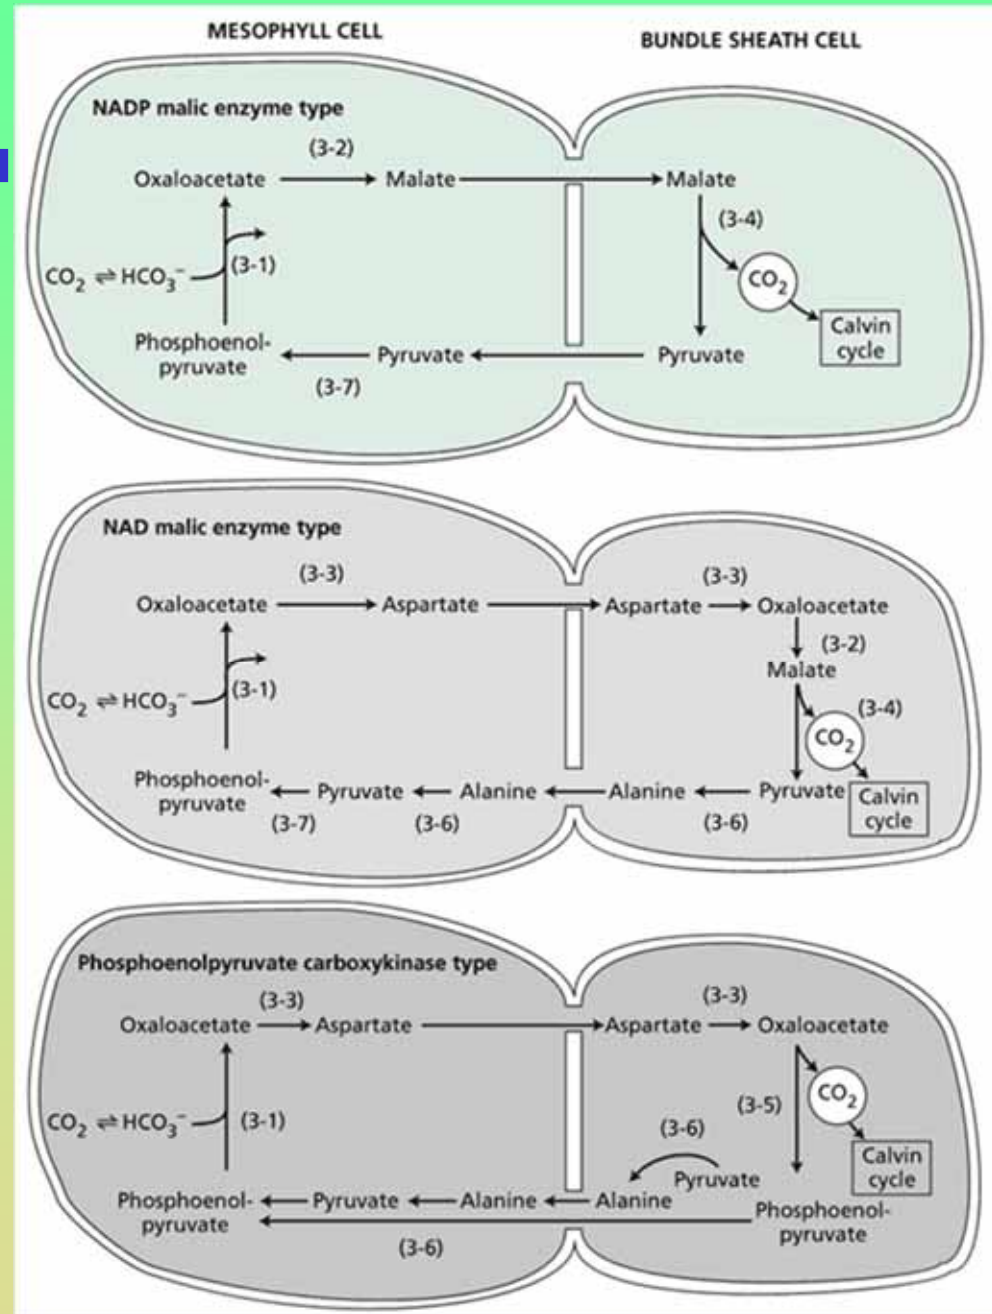 MESOPHYLL CELL
BUNDLE SHEATH CELL
NADP malic enzyme type
(3-2)
Oxaloacetate
Malate
Malate
(3-4)
(3-1)
CO₂ ⇌ HCO₃⁻
CO₂
Calvin
cycle
Phosphoenol-
pyruvate
Pyruvate
Pyruvate
(3-7)
NAD malic enzyme type
(3-3)
(3-3)
Oxaloacetate
Aspartate
Aspartate
Oxaloacetate
(3-2)
Malate
(3-1)
CO₂ ⇌ HCO₃⁻
(3-4)
CO₂
Phosphoenol-
pyruvate
Pyruvate
Alanine
Alanine
Pyruvate
Calvin
cycle
(3-7)
(3-6)
(3-6)
Phosphoenolpyruvate carboxykinase type
(3-3)
(3-3)
Oxaloacetate
Aspartate
Aspartate
Oxaloacetate
CO₂
(3-5)
CO₂ ⇌ HCO₃⁻
(3-1)
(3-6)
Calvin
cycle
Pyruvate
Phosphoenol-
pyruvate
Pyruvate
Alanine
Alanine
Phosphoenol-
pyruvate
(3-6)